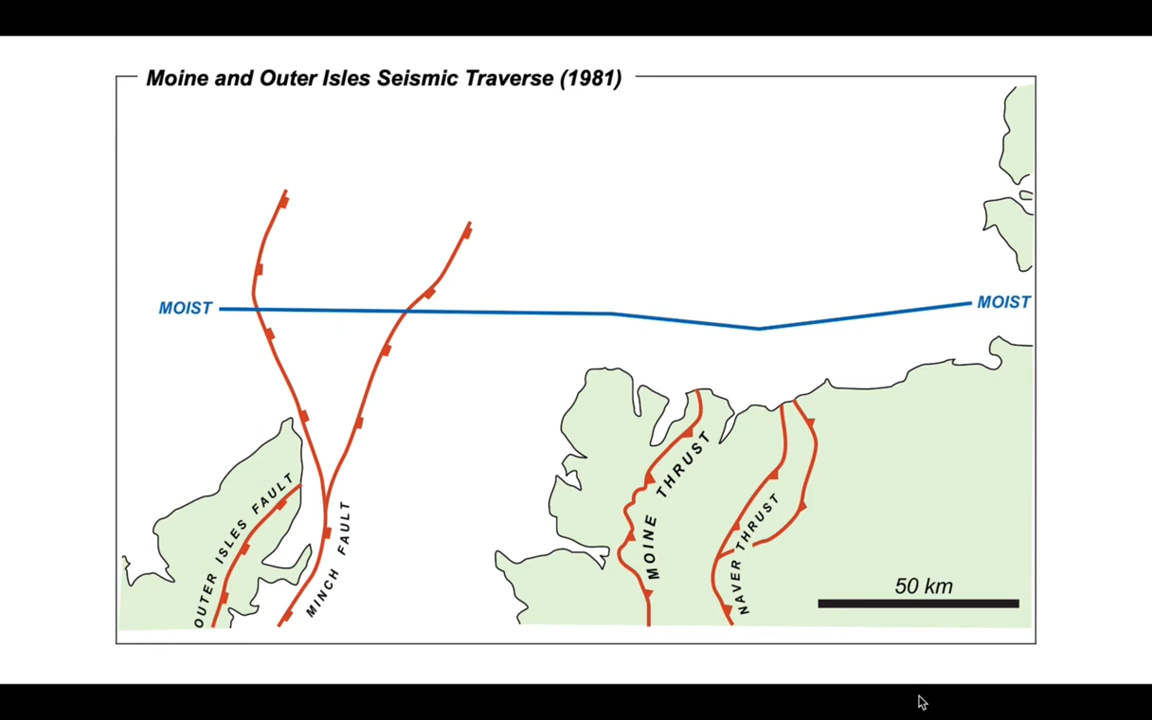 Moine and Outer Isles Seismic Traverse (1981)
MOIST
MOIST
OUTER ISLES FAULT
MINCH FAULT
MOINE THRUST
NAVER THRUST
50 km